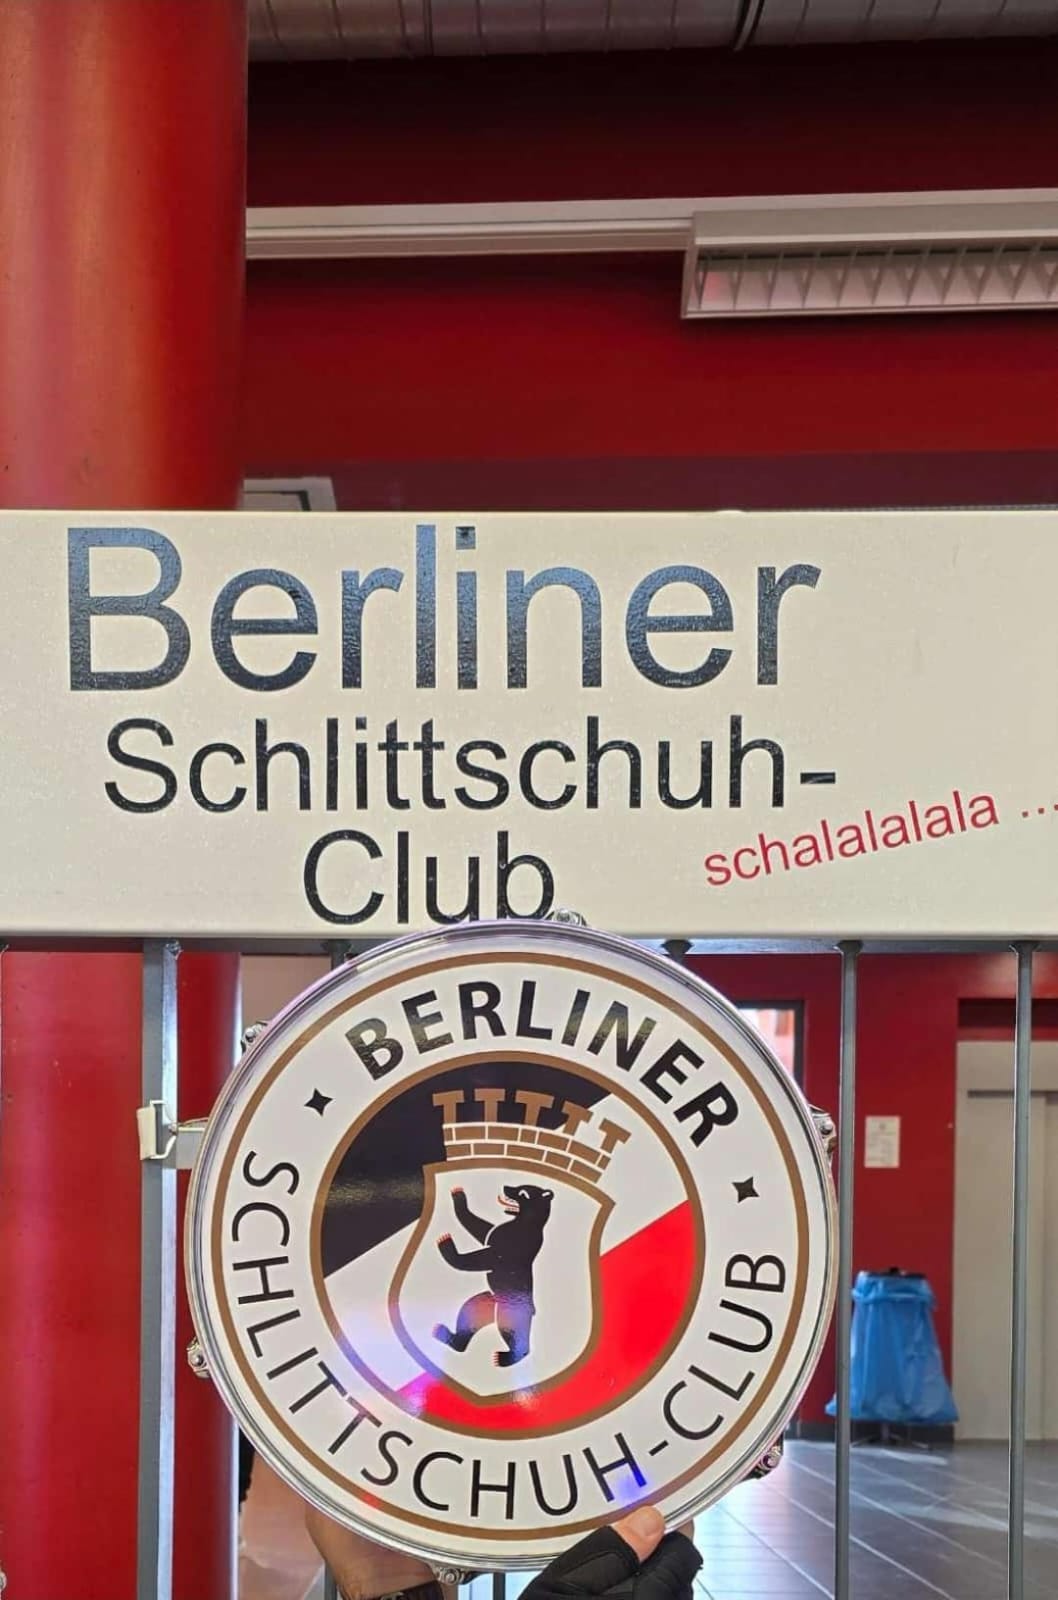 Berliner
Schlittschuh-
Club
schalalalala ...
BERLINER
SCHLITTSCHUH-CLUB